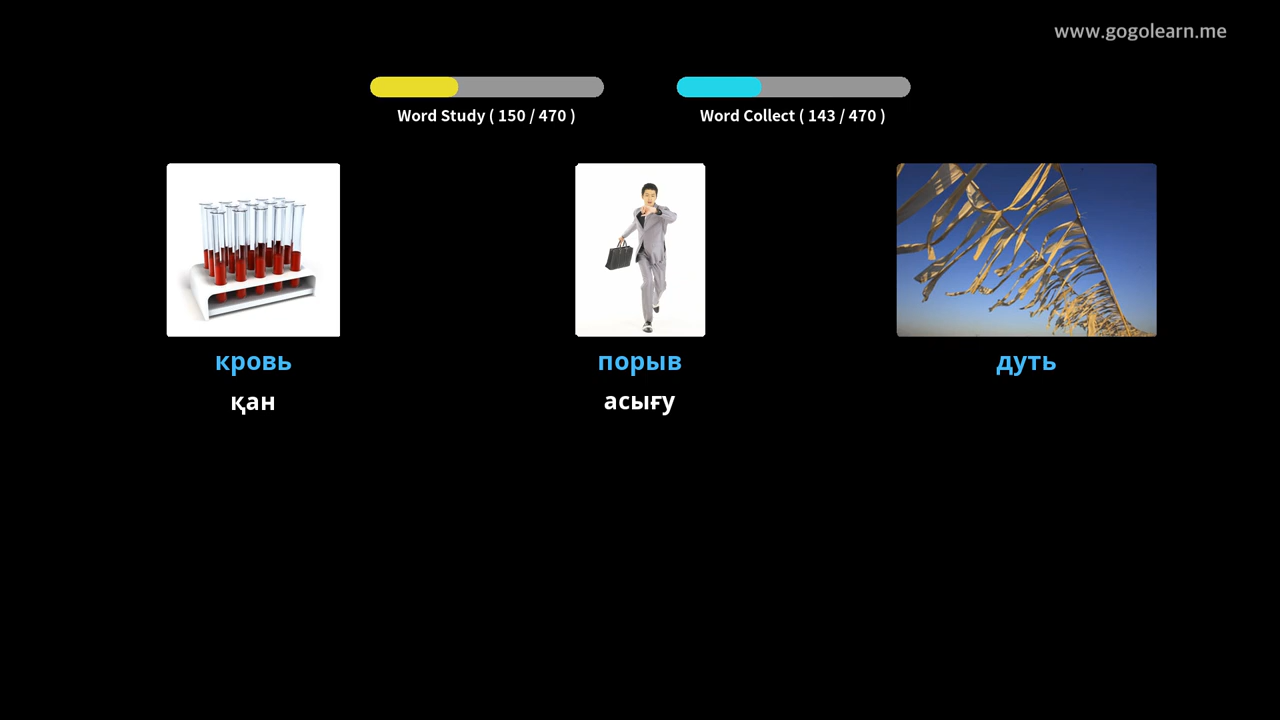 www.gogolearn.me
Word Study ( 150 / 470 )
Word Collect ( 143 / 470 )
кровь
порыв
дуть
қан
асығу